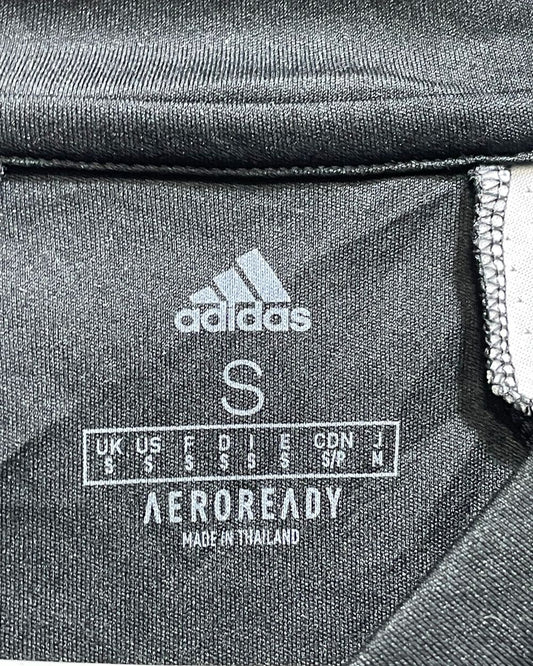 adidas
S
UK US F D I E CDN J
S S S S S S S/P M
AEROREADY
MADE IN THAILAND